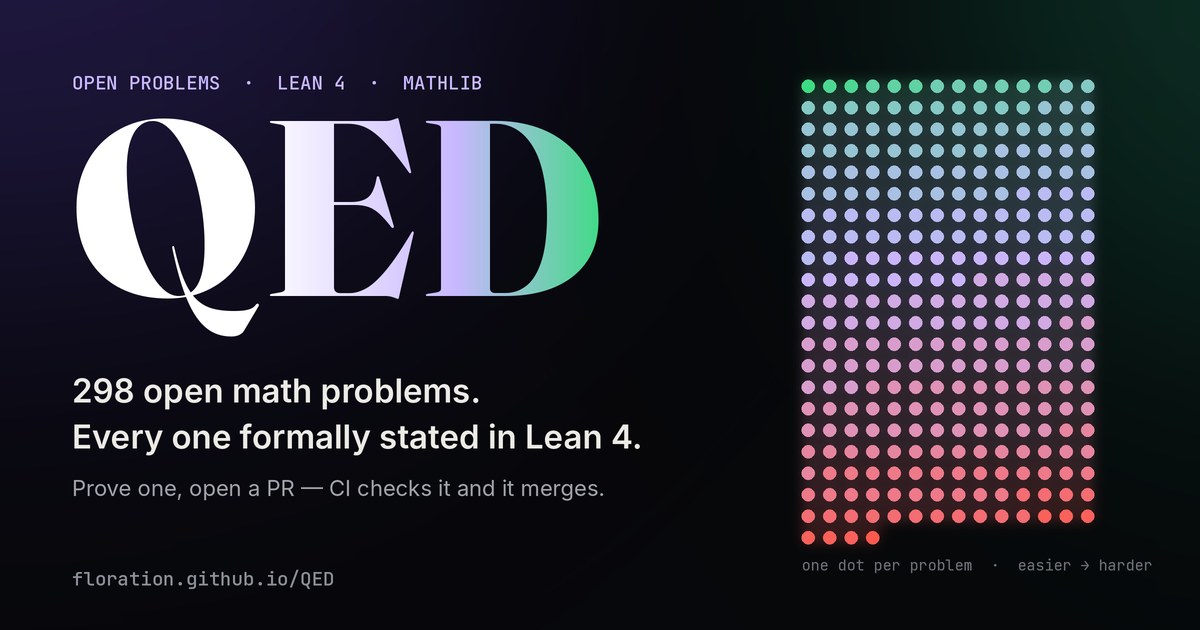 OPEN PROBLEMS · LEAN 4 · MATHLIB
QED
298 open math problems.
Every one formally stated in Lean 4.
Prove one, open a PR — CI checks it and it merges.
floration.github.io/QED
one dot per problem · easier → harder